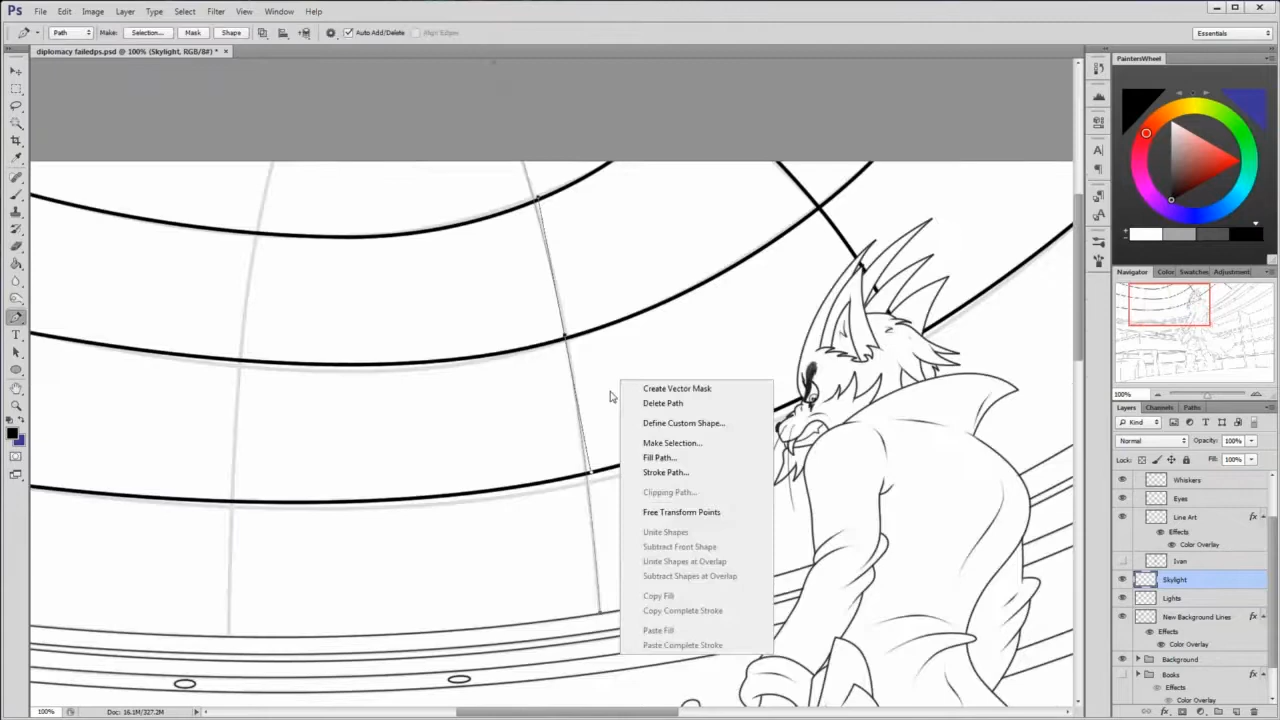 Ps File Edit Image Layer Type Select Filter View Window Help
Path Make: Selection... Mask Shape Auto Add/Delete Align Edges Essentials
diplomacy failedps.psd @ 100% (Skylight, RGB/8#) * ×
PaintersWheel
Create Vector Mask
Delete Path
Define Custom Shape...
Make Selection...
Fill Path...
Stroke Path...
Clipping Path...
Free Transform Points
Unite Shapes
Subtract Front Shape
Unite Shapes at Overlap
Subtract Shapes at Overlap
Copy Fill
Copy Complete Stroke
Paste Fill
Paste Complete Stroke
Navigator Color Swatches Adjustment
100%
Layers Channels Paths
Kind
Normal Opacity: 100%
Lock: Fill: 100%
Whiskers
Eyes
Line Art fx
Effects
Color Overlay
Ivan
Skylight
Lights
New Background Lines fx
Effects
Color Overlay
Background
Books
Effects
Color Overlay
100% Doc: 16.1M/327.2M